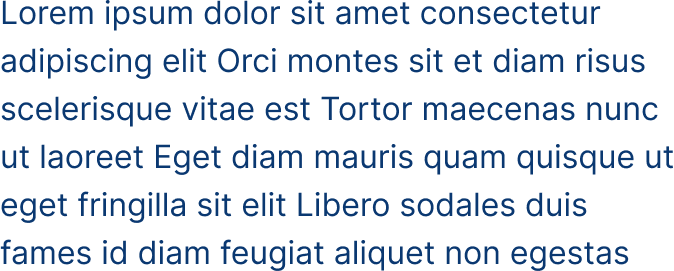 Lorem ipsum dolor sit amet consectetur
adipiscing elit Orci montes sit et diam risus
scelerisque vitae est Tortor maecenas nunc
ut laoreet Eget diam mauris quam quisque ut
eget fringilla sit elit Libero sodales duis
fames id diam feugiat aliquet non egestas